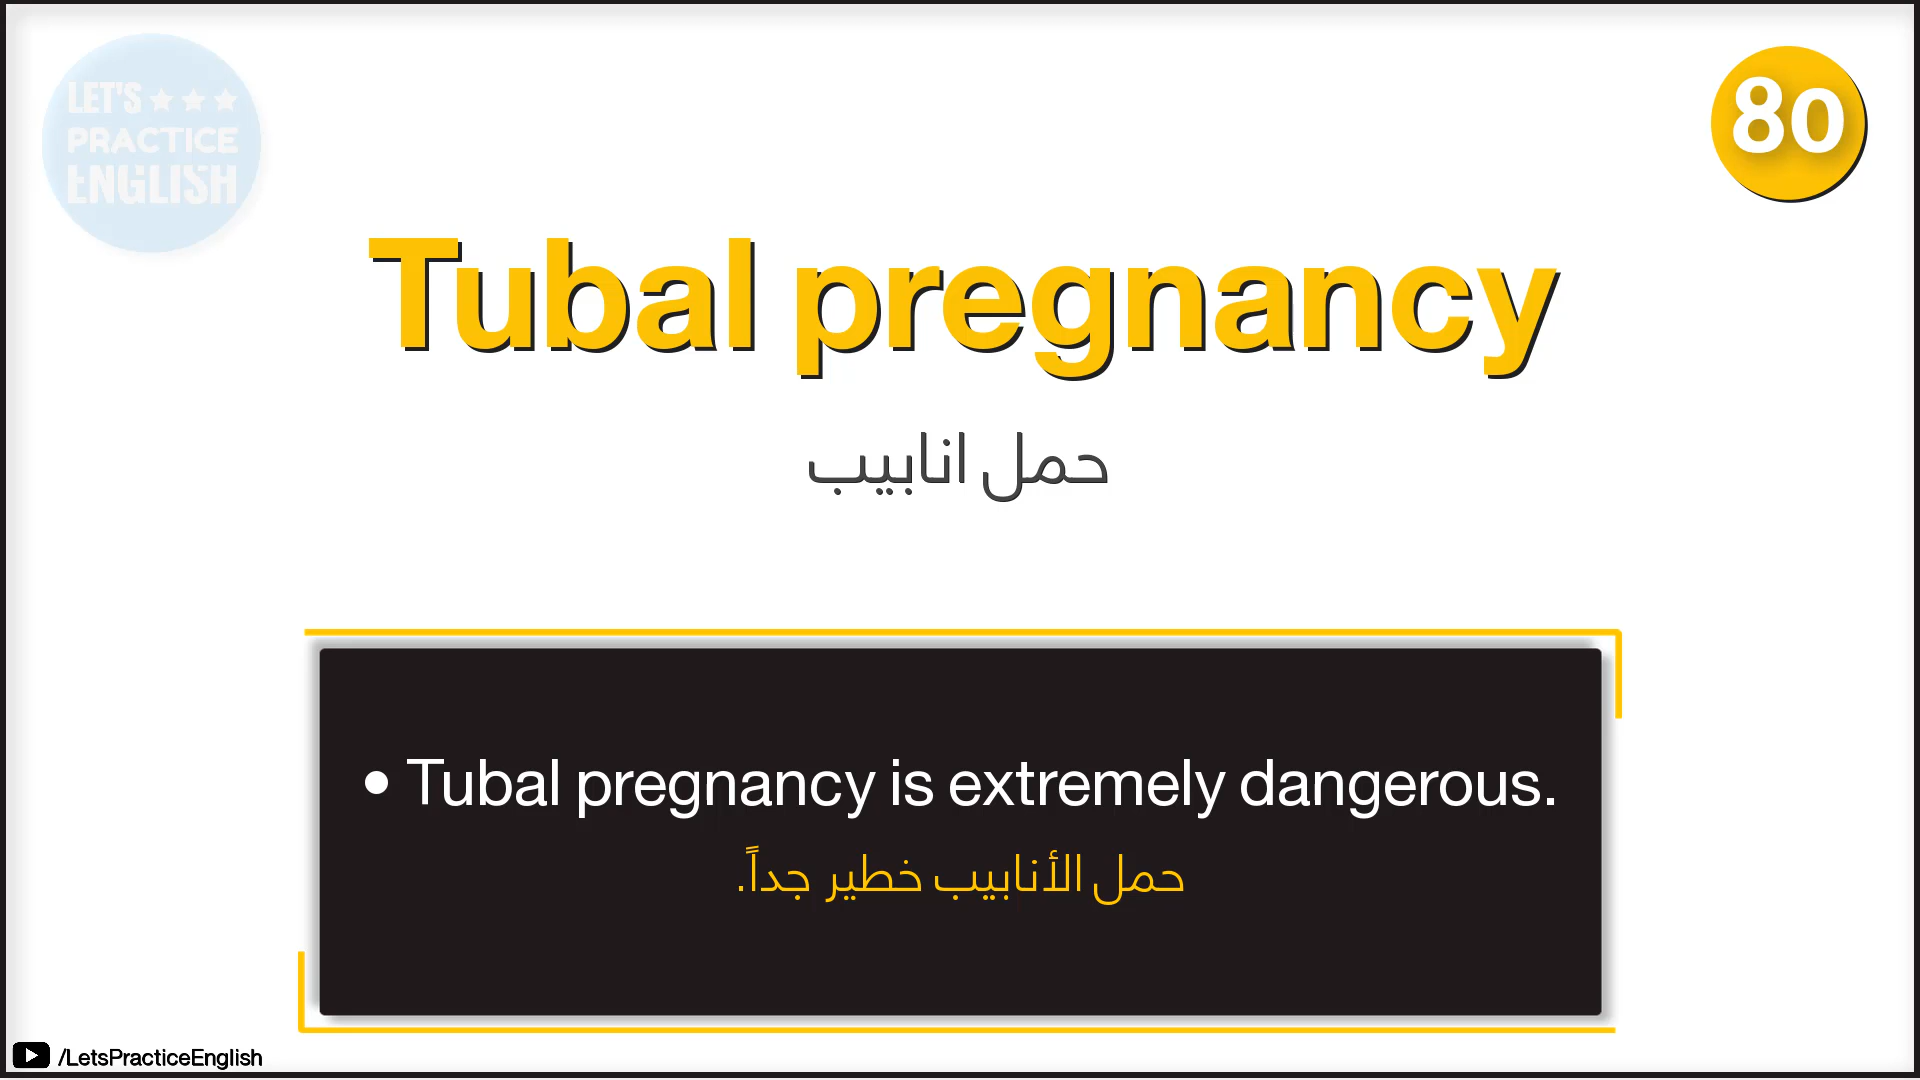 LET'S
PRACTICE
ENGLISH
80
Tubal pregnancy
حمل انابيب
• Tubal pregnancy is extremely dangerous.
حمل الأنابيب خطير جداً.
/LetsPracticeEnglish